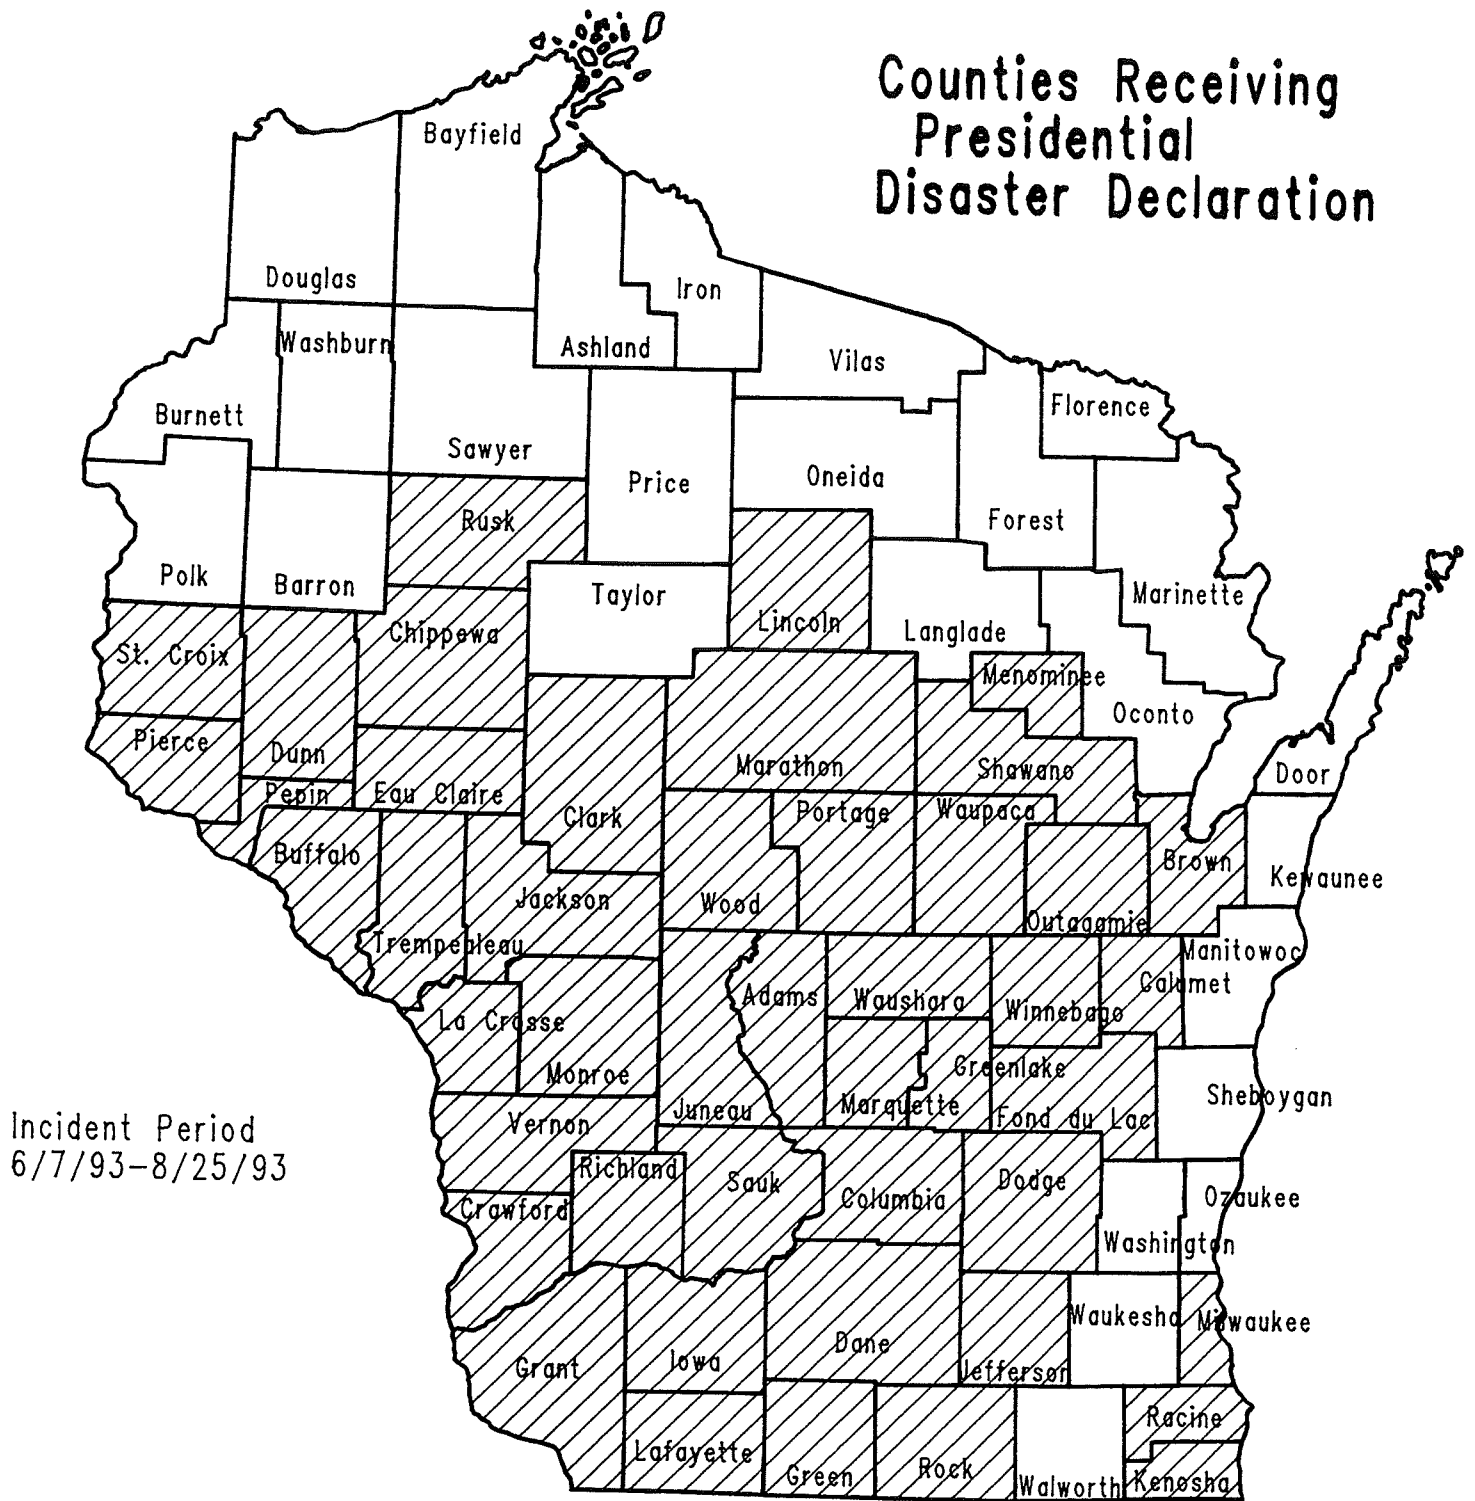 Counties Receiving
Presidential
Disaster Declaration
Bayfield
Douglas
Iron
Washburn
Ashland
Vilas
Burnett
Florence
Sawyer
Price
Oneida
Rusk
Forest
Polk
Barron
Taylor
Marinette
Lincoln
Chippewa
Langlade
St. Croix
Menominee
Oconto
Pierce
Dunn
Marathon
Shawano
Door
Pepin
Eau Claire
Clark
Portage
Waupaca
Buffalo
Brown
Kewaunee
Jackson
Wood
Outagamie
Trempealeau
Manitowoc
Calumet
Adams
Waushara
Winnebago
La Crosse
Monroe
Greenlake
Sheboygan
Juneau
Marquette
Fond du Lac
Vernon
Incident Period
6/7/93-8/25/93
Richland
Sauk
Dodge
Columbia
Ozaukee
Crawford
Washington
Waukesha
Milwaukee
Dane
Grant
Iowa
Jefferson
Racine
Lafayette
Green
Rock
Walworth
Kenosha